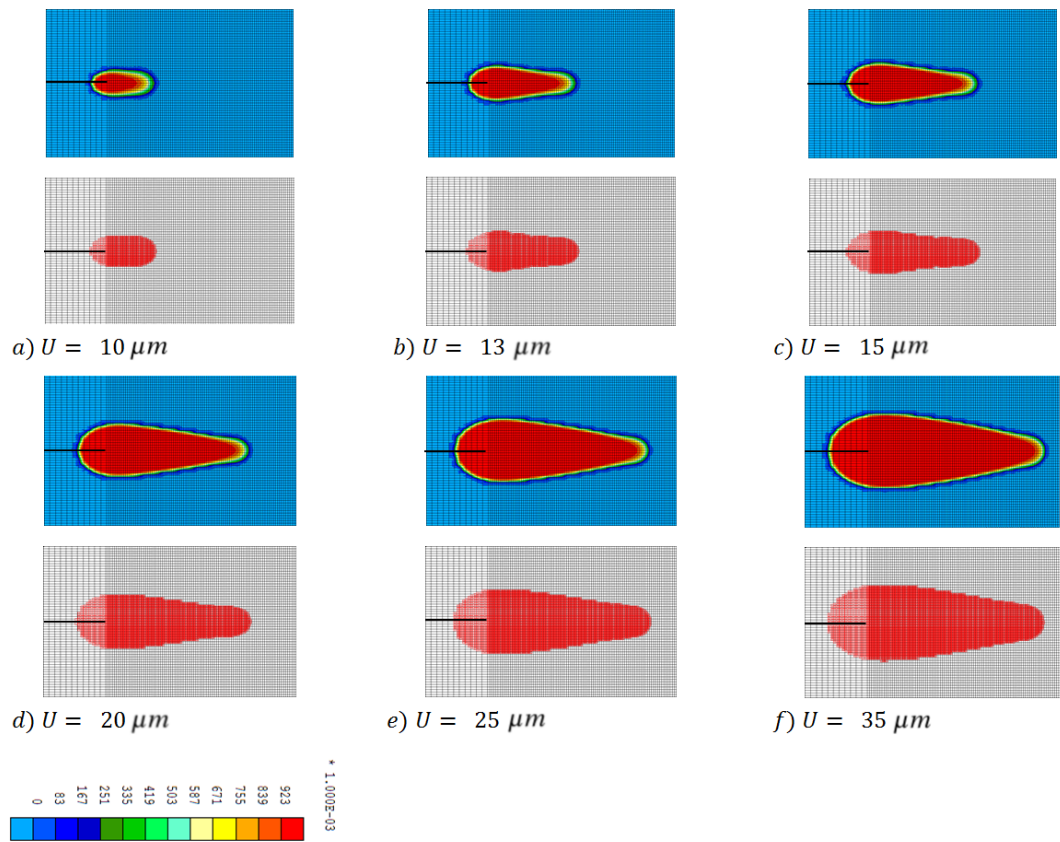 a) U = 10 μm
b) U = 13 μm
c) U = 15 μm
d) U = 20 μm
e) U = 25 μm
f) U = 35 μm
* 1.000E-03
0 83 167 251 335 419 503 587 671 755 839 923